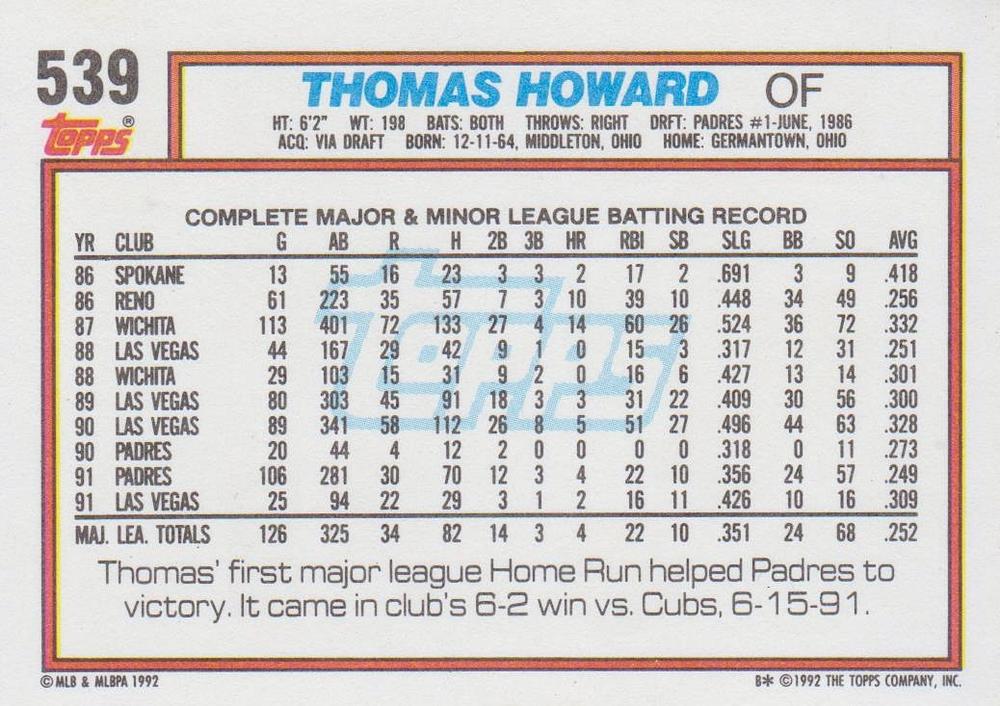 539
Topps®
THOMAS HOWARD OF
HT: 6'2" WT: 198 BATS: BOTH THROWS: RIGHT DRFT: PADRES #1-JUNE, 1986
ACQ: VIA DRAFT BORN: 12-11-64, MIDDLETON, OHIO HOME: GERMANTOWN, OHIO
COMPLETE MAJOR & MINOR LEAGUE BATTING RECORD
YR CLUB G AB R H 2B 3B HR RBI SB SLG BB SO AVG
86 SPOKANE 13 55 16 23 3 3 2 17 2 .691 3 9 .418
86 RENO 61 223 35 57 7 3 10 39 10 .448 34 49 .256
87 WICHITA 113 401 72 133 27 4 14 60 26 .524 36 72 .332
88 LAS VEGAS 44 167 29 42 9 1 0 15 3 .317 12 31 .251
88 WICHITA 29 103 15 31 9 2 0 16 6 .427 13 14 .301
89 LAS VEGAS 80 303 45 91 18 3 3 31 22 .409 30 56 .300
90 LAS VEGAS 89 341 58 112 26 8 5 51 27 .496 44 63 .328
90 PADRES 20 44 4 12 2 0 0 0 0 .318 0 11 .273
91 PADRES 106 281 30 70 12 3 4 22 10 .356 24 57 .249
91 LAS VEGAS 25 94 22 29 3 1 2 16 11 .426 10 16 .309
MAJ. LEA. TOTALS 126 325 34 82 14 3 4 22 10 .351 24 68 .252
Topps
Thomas' first major league Home Run helped Padres to
victory. It came in club's 6-2 win vs. Cubs, 6-15-91.
© MLB & MLBPA 1992
B* © 1992 THE TOPPS COMPANY, INC.